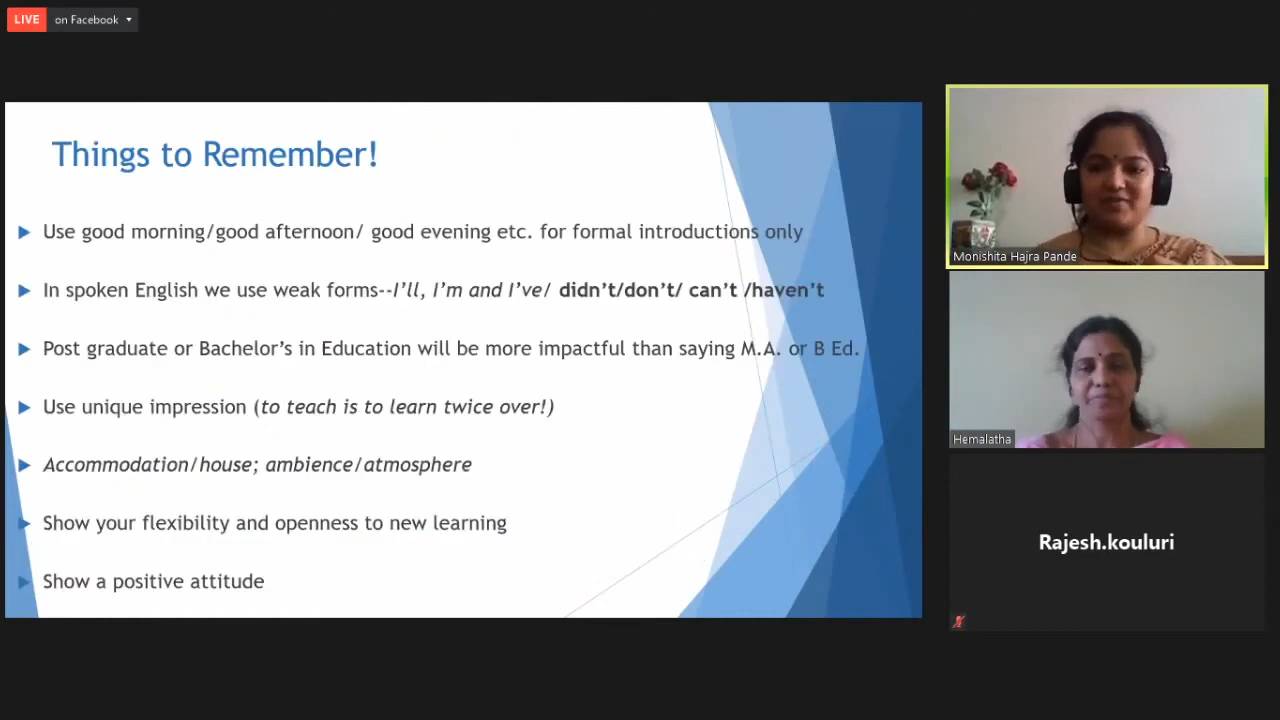 LIVE on Facebook
Things to Remember!
Use good morning/good afternoon/ good evening etc. for formal introductions only
In spoken English we use weak forms--I'll, I'm and I've/ didn't/don't/ can't /haven't
Post graduate or Bachelor's in Education will be more impactful than saying M.A. or B Ed.
Use unique impression (to teach is to learn twice over!)
Accommodation/house; ambience/atmosphere
Show your flexibility and openness to new learning
Show a positive attitude
Monishita Hajra Pande
Hemalatha
Rajesh.kouluri